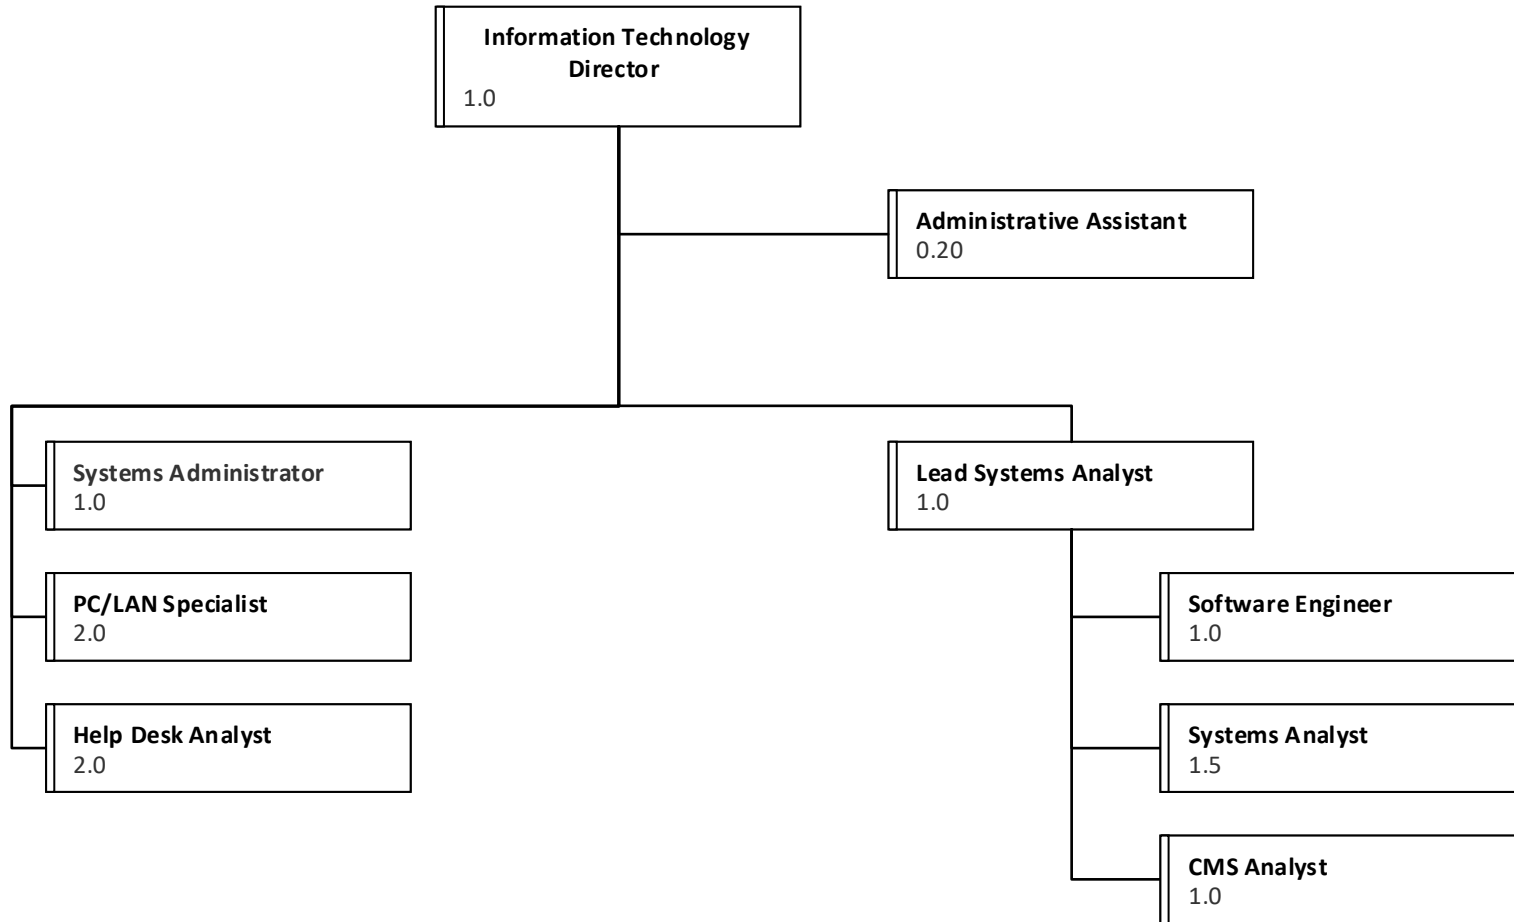 Information Technology
Director
1.0
Administrative Assistant
0.20
Systems Administrator
1.0
PC/LAN Specialist
2.0
Help Desk Analyst
2.0
Lead Systems Analyst
1.0
Software Engineer
1.0
Systems Analyst
1.5
CMS Analyst
1.0